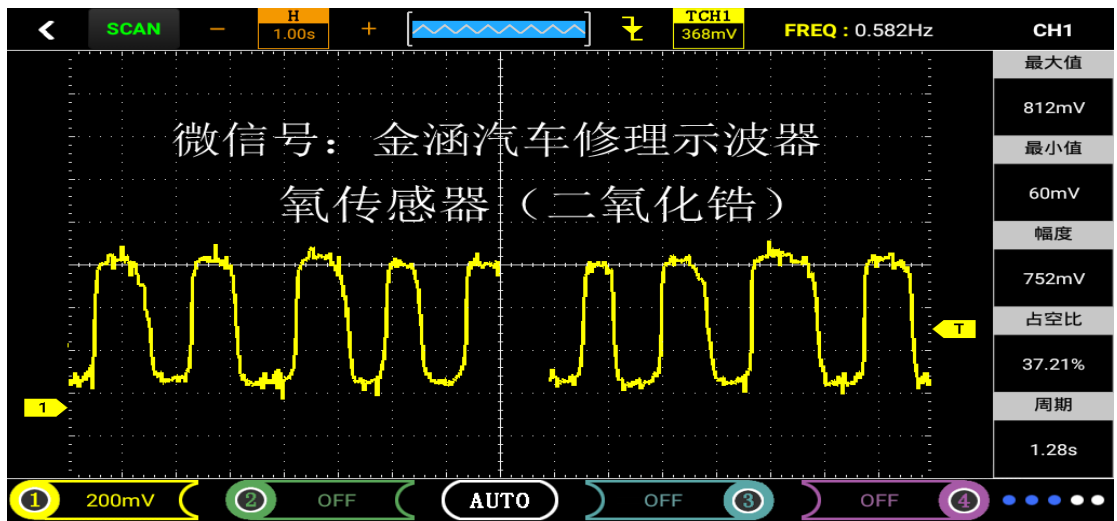 SCAN
−
H
1.00s
+
TCH1
368mV
FREQ : 0.582Hz
CH1
最大值
812mV
最小值
60mV
幅度
752mV
占空比
37.21%
周期
1.28s
微信号：金涵汽车修理示波器
氧传感器（二氧化锆）
T
1
1
200mV
2
OFF
AUTO
OFF
3
OFF
4